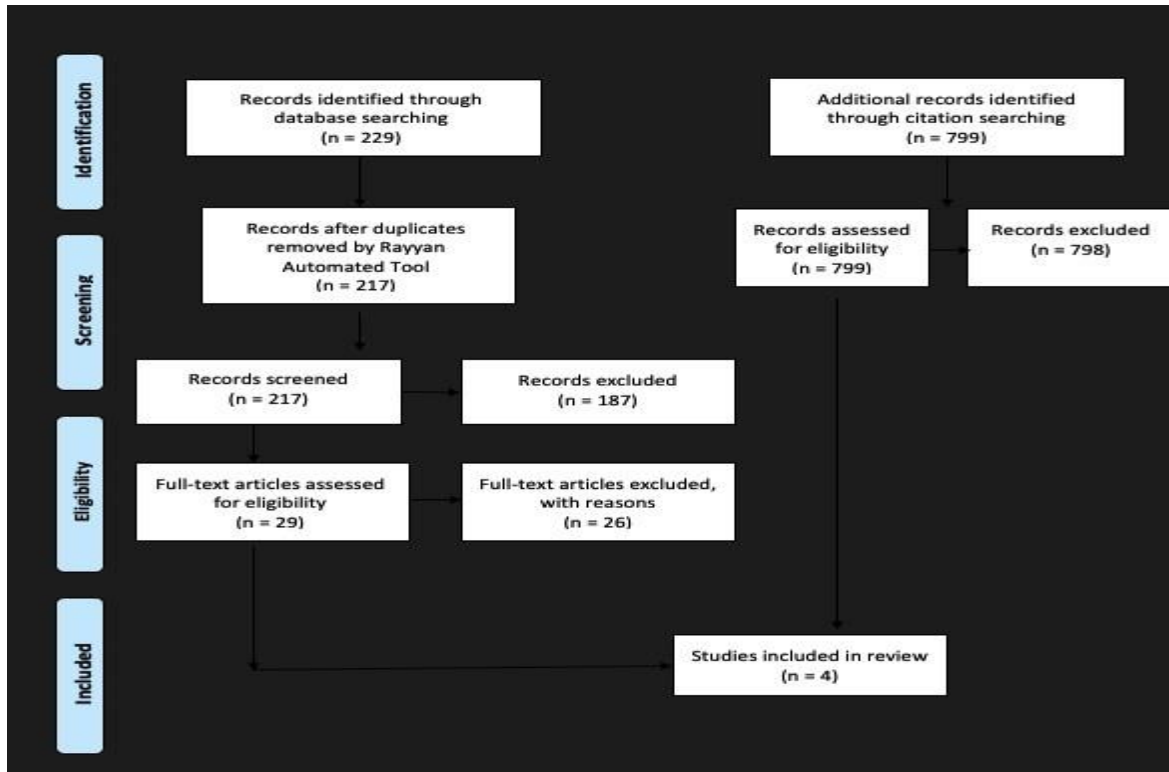 Identification
Records identified through
database searching
(n = 229)
Additional records identified
through citation searching
(n = 799)
Screening
Records after duplicates
removed by Rayyan
Automated Tool
(n = 217)
Records assessed
for eligibility
(n = 799)
Records excluded
(n = 798)
Records screened
(n = 217)
Records excluded
(n = 187)
Eligibility
Full-text articles assessed
for eligibility
(n = 29)
Full-text articles excluded,
with reasons
(n = 26)
Included
Studies included in review
(n = 4)